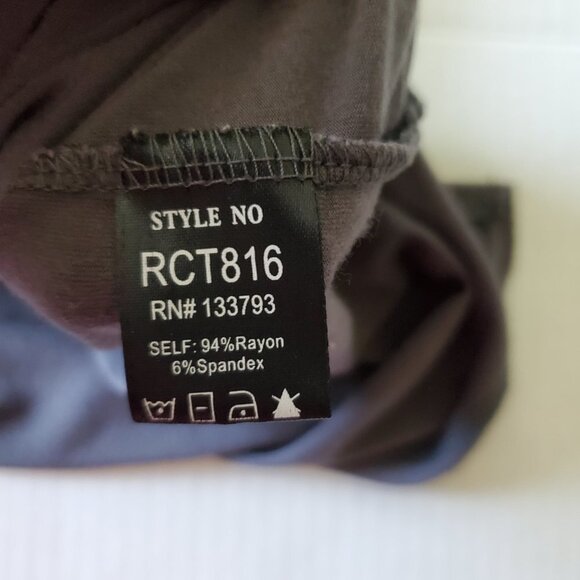 STYLE NO
RCT816
RN# 133793
SELF: 94%Rayon
6%Spandex